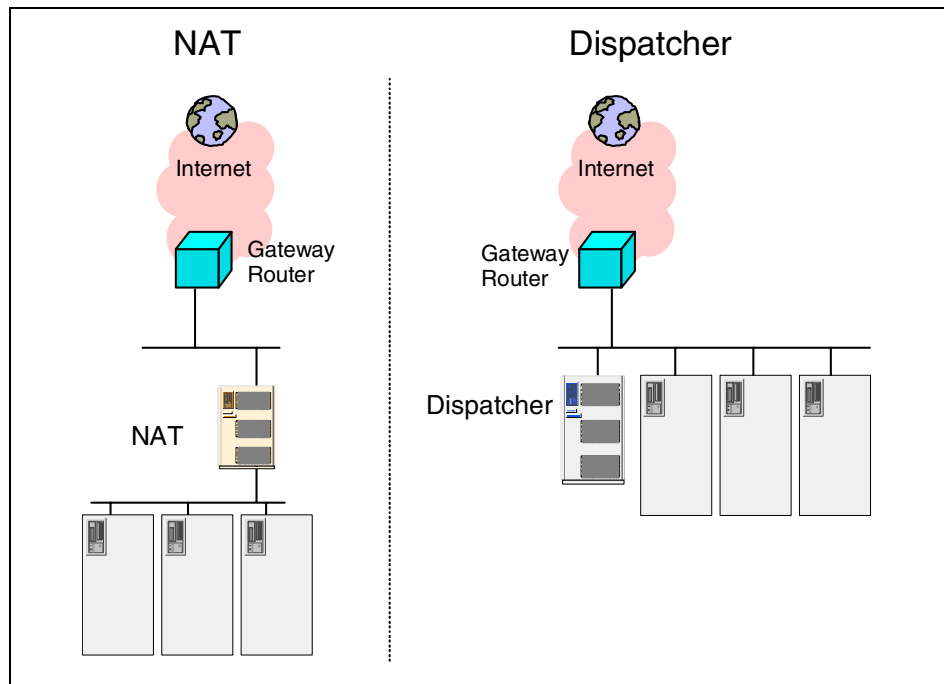 NAT
Internet
Gateway
Router
NAT
Dispatcher
Internet
Gateway
Router
Dispatcher